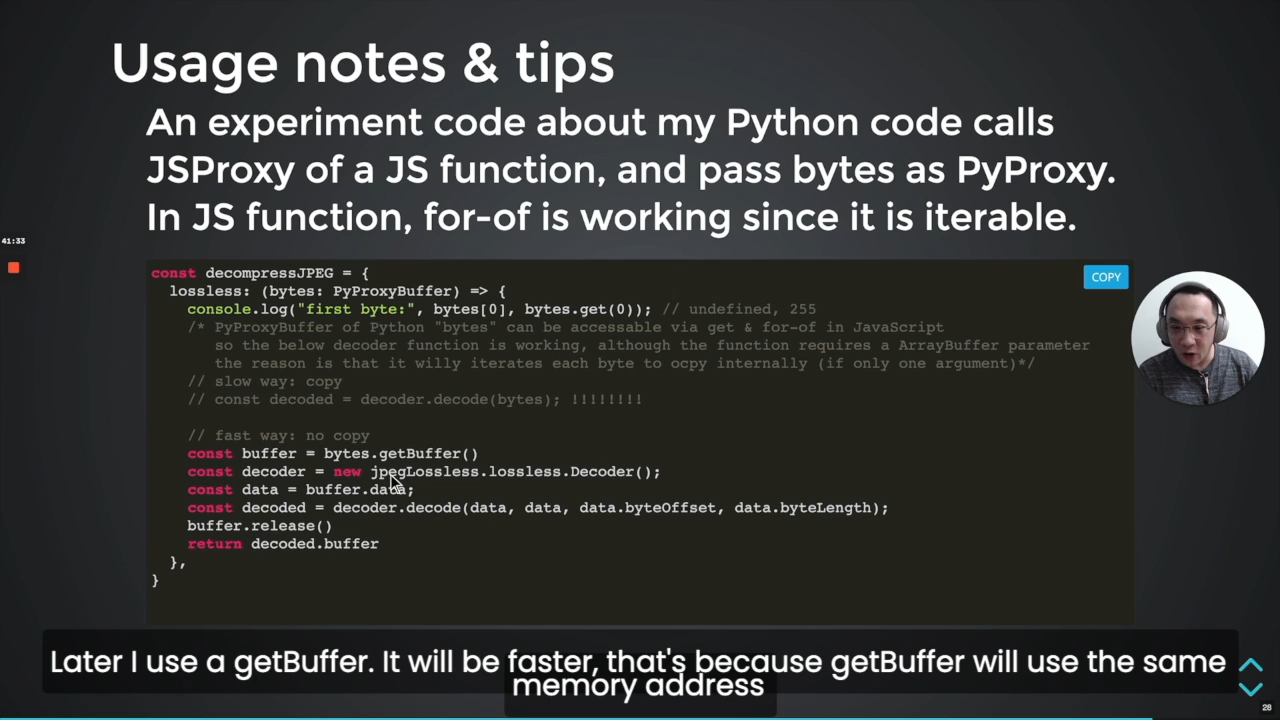 Usage notes & tips
An experiment code about my Python code calls
JSProxy of a JS function, and pass bytes as PyProxy.
In JS function, for-of is working since it is iterable.
41:33
COPY
const decompressJPEG = {
lossless: (bytes: PyProxyBuffer) => {
console.log("first byte:", bytes[0], bytes.get(0)); // undefined, 255
/* PyProxyBuffer of Python "bytes" can be accessable via get & for-of in JavaScript
so the below decoder function is working, although the function requires a ArrayBuffer parameter
the reason is that it willy iterates each byte to ocpy internally (if only one argument)*/
// slow way: copy
// const decoded = decoder.decode(bytes); !!!!!!!!
// fast way: no copy
const buffer = bytes.getBuffer()
const decoder = new jpegLossless.lossless.Decoder();
const data = buffer.data;
const decoded = decoder.decode(data, data, data.byteOffset, data.byteLength);
buffer.release()
return decoded.buffer
},
}
Later I use a getBuffer. It will be faster, that's because getBuffer will use the same
memory address
28